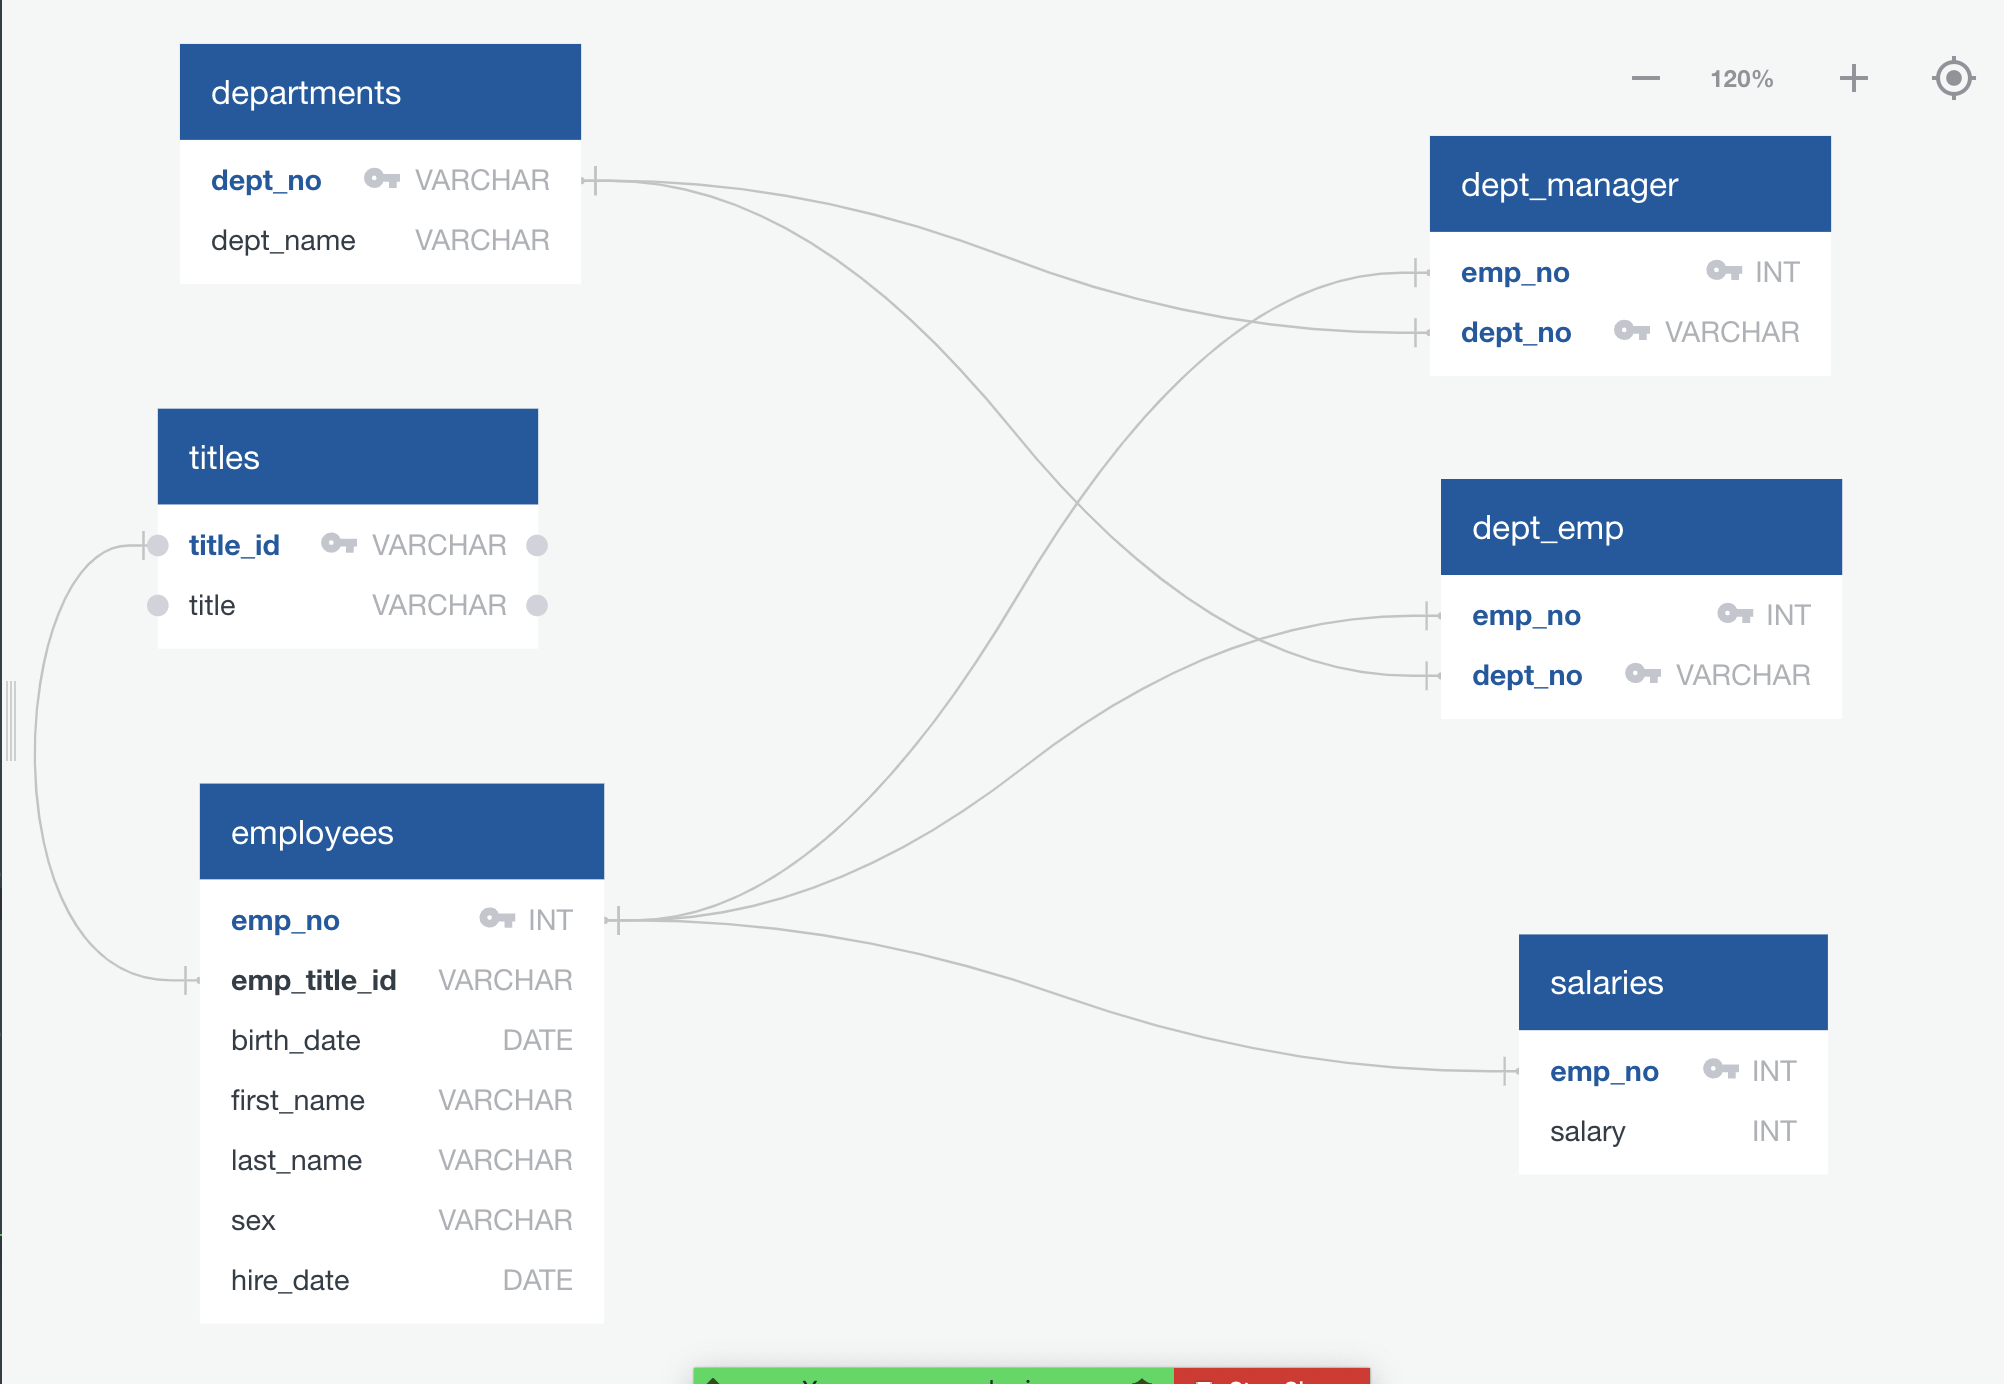 departments
dept_no VARCHAR
dept_name VARCHAR
120%
dept_manager
emp_no INT
dept_no VARCHAR
titles
title_id VARCHAR
title VARCHAR
dept_emp
emp_no INT
dept_no VARCHAR
employees
emp_no INT
emp_title_id VARCHAR
birth_date DATE
first_name VARCHAR
last_name VARCHAR
sex VARCHAR
hire_date DATE
salaries
emp_no INT
salary INT